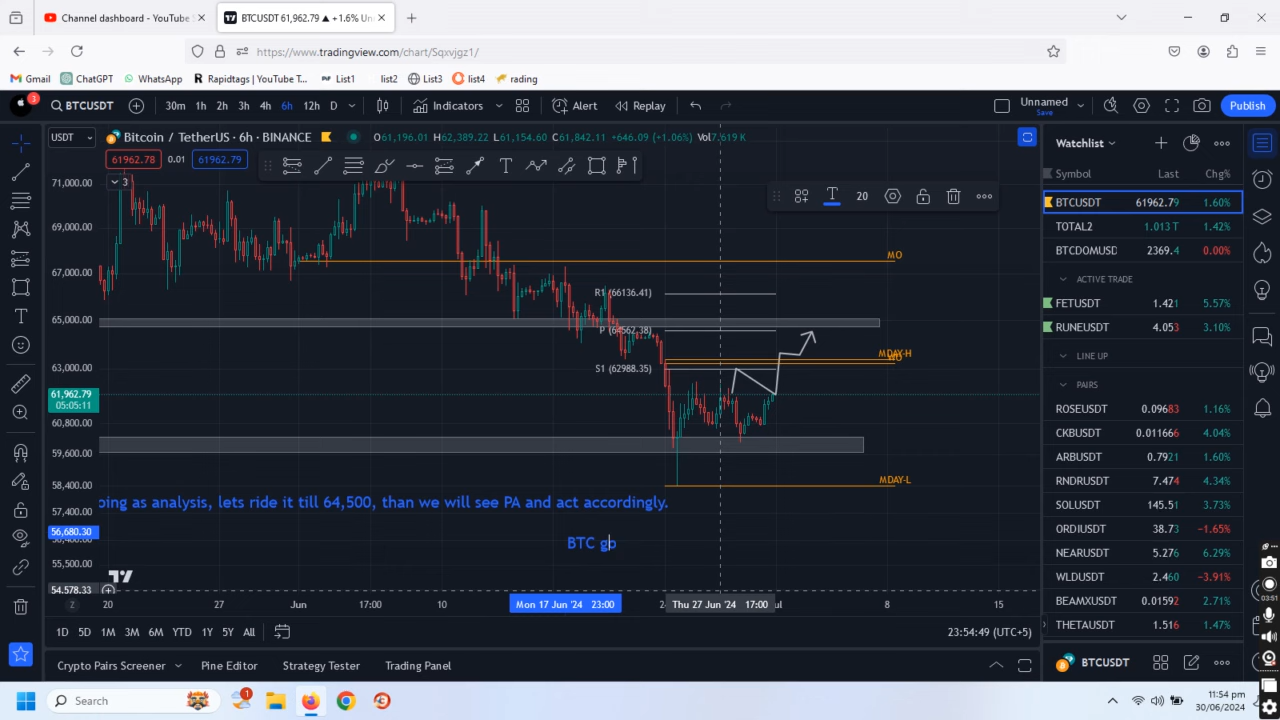 Channel dashboard - YouTube
BTCUSDT 61,962.79 ▲ +1.6% Un
https://www.tradingview.com/chart/Sqxvjgz1/
Gmail ChatGPT WhatsApp Rapidtags | YouTube T... List1 list2 List3 list4 rading
3 BTCUSDT 30m 1h 2h 3h 4h 6h 12h D Indicators Alert Replay Unnamed Save Publish
USDT Bitcoin / TetherUS · 6h · BINANCE O61,196.01 H62,389.22 L61,154.60 C61,842.11 +646.09 (+1.06%) Vol7.619 K
61962.78 0.01 61962.79
3
20
71,000.00
69,000.00
67,000.00
65,000.00
63,000.00
61,962.79
05:05:11
60,800.00
59,600.00
58,400.00
57,400.00
56,680.30
55,500.00
54,578.33
MO
R1 (66136.41)
P (64562.38)
MDAY-H
S1 (62988.35)
MDAY-L
ping as analysis, lets ride it till 64,500, than we will see PA and act accordingly.
BTC go
Z 20 27 Jun 17:00 10 Mon 17 Jun '24 23:00 Thu 27 Jun '24 17:00 8 15
1D 5D 1M 3M 6M YTD 1Y 5Y All 23:54:49 (UTC+5)
Crypto Pairs Screener Pine Editor Strategy Tester Trading Panel
Watchlist
Symbol Last Chg%
BTCUSDT 61962.79 1.60%
TOTAL2 1.013 T 1.42%
BTCDOMUSD 2369.4 0.00%
ACTIVE TRADE
FETUSDT 1.421 5.57%
RUNEUSDT 4.053 3.10%
LINE UP
PAIRS
ROSEUSDT 0.09683 1.16%
CKBUSDT 0.01166 4.04%
ARBUSDT 0.7921 1.60%
RNDRUSDT 7.474 4.34%
SOLUSDT 145.51 3.73%
ORDIUSDT 38.73 −1.65%
NEARUSDT 5.276 6.29%
WLDUSDT 2.460 −3.91%
BEAMXUSDT 0.01592 2.71%
THETAUSDT 1.516 1.47%
BTCUSDT
03:51
Search
1
11:54 pm
30/06/2024